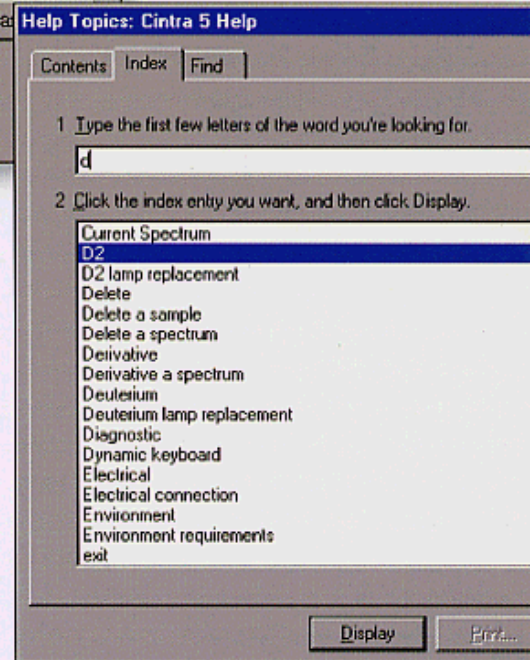 Help Topics: Cintra 5 Help
Contents Index Find
1 Type the first few letters of the word you're looking for.
d
2 Click the index entry you want, and then click Display.
Current Spectrum
D2
D2 lamp replacement
Delete
Delete a sample
Delete a spectrum
Derivative
Derivative a spectrum
Deuterium
Deuterium lamp replacement
Diagnostic
Dynamic keyboard
Electrical
Electrical connection
Environment
Environment requirements
exit
Display Print...